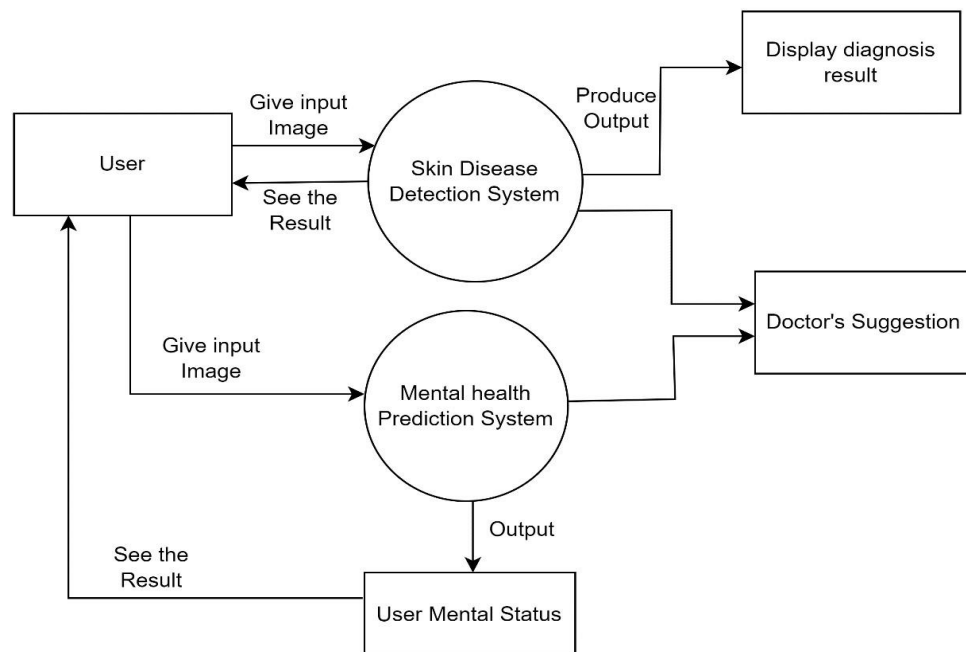 Display diagnosis
result
Give input
Image
Produce
Output
User
Skin Disease
Detection System
See the
Result
Doctor's Suggestion
Give input
Image
Mental health
Prediction System
Output
See the
Result
User Mental Status